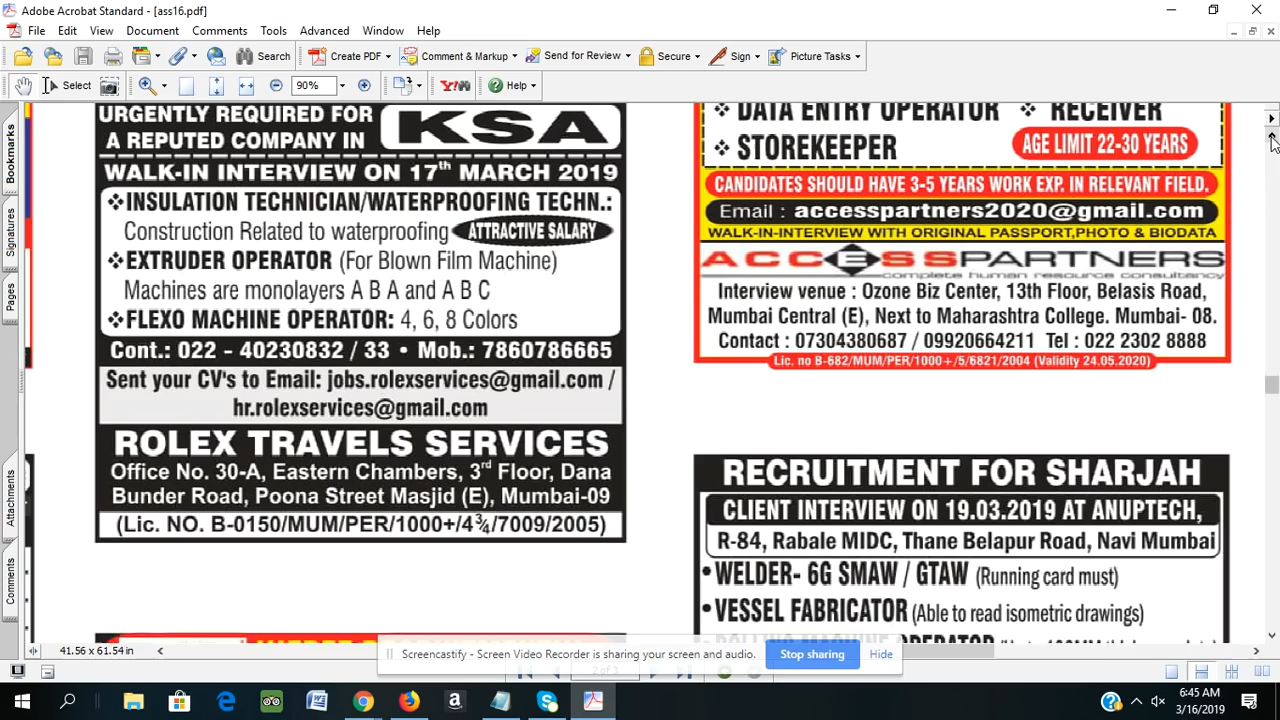 Adobe Acrobat Standard - [ass16.pdf]
File Edit View Document Comments Tools Advanced Window Help
Search Create PDF Comment & Markup Send for Review Secure Sign Picture Tasks
Select 90% Y! Help
Bookmarks
Signatures
Pages
Attachments
Comments
URGENTLY REQUIRED FOR
A REPUTED COMPANY IN KSA
WALK-IN INTERVIEW ON 17th MARCH 2019
❖INSULATION TECHNICIAN/WATERPROOFING TECHN.:
Construction Related to waterproofing ATTRACTIVE SALARY
❖EXTRUDER OPERATOR (For Blown Film Machine)
Machines are monolayers A B A and A B C
❖FLEXO MACHINE OPERATOR: 4, 6, 8 Colors
Cont.: 022 - 40230832 / 33 • Mob.: 7860786665
Sent your CV's to Email: jobs.rolexservices@gmail.com /
hr.rolexservices@gmail.com
ROLEX TRAVELS SERVICES
Office No. 30-A, Eastern Chambers, 3rd Floor, Dana
Bunder Road, Poona Street Masjid (E), Mumbai-09
(Lic. NO. B-0150/MUM/PER/1000+/4¾/7009/2005)
❖ DATA ENTRY OPERATOR ❖ RECEIVER
❖ STOREKEEPER AGE LIMIT 22-30 YEARS
CANDIDATES SHOULD HAVE 3-5 YEARS WORK EXP. IN RELEVANT FIELD.
Email : accesspartners2020@gmail.com
WALK-IN-INTERVIEW WITH ORIGINAL PASSPORT,PHOTO & BIODATA
ACCESSPARTNERS
complete human resource consultancy
Interview venue : Ozone Biz Center, 13th Floor, Belasis Road,
Mumbai Central (E), Next to Maharashtra College. Mumbai- 08.
Contact : 07304380687 / 09920664211 Tel : 022 2302 8888
Lic. no B-682/MUM/PER/1000+/5/6821/2004 (Validity 24.05.2020)
RECRUITMENT FOR SHARJAH
CLIENT INTERVIEW ON 19.03.2019 AT ANUPTECH,
R-84, Rabale MIDC, Thane Belapur Road, Navi Mumbai
•WELDER- 6G SMAW / GTAW (Running card must)
•VESSEL FABRICATOR (Able to read isometric drawings)
ROLLING MACHINE OPERATOR
41.56 x 61.54 in
Screencastify - Screen Video Recorder is sharing your screen and audio. Stop sharing Hide
2 of 3
6:45 AM
3/16/2019